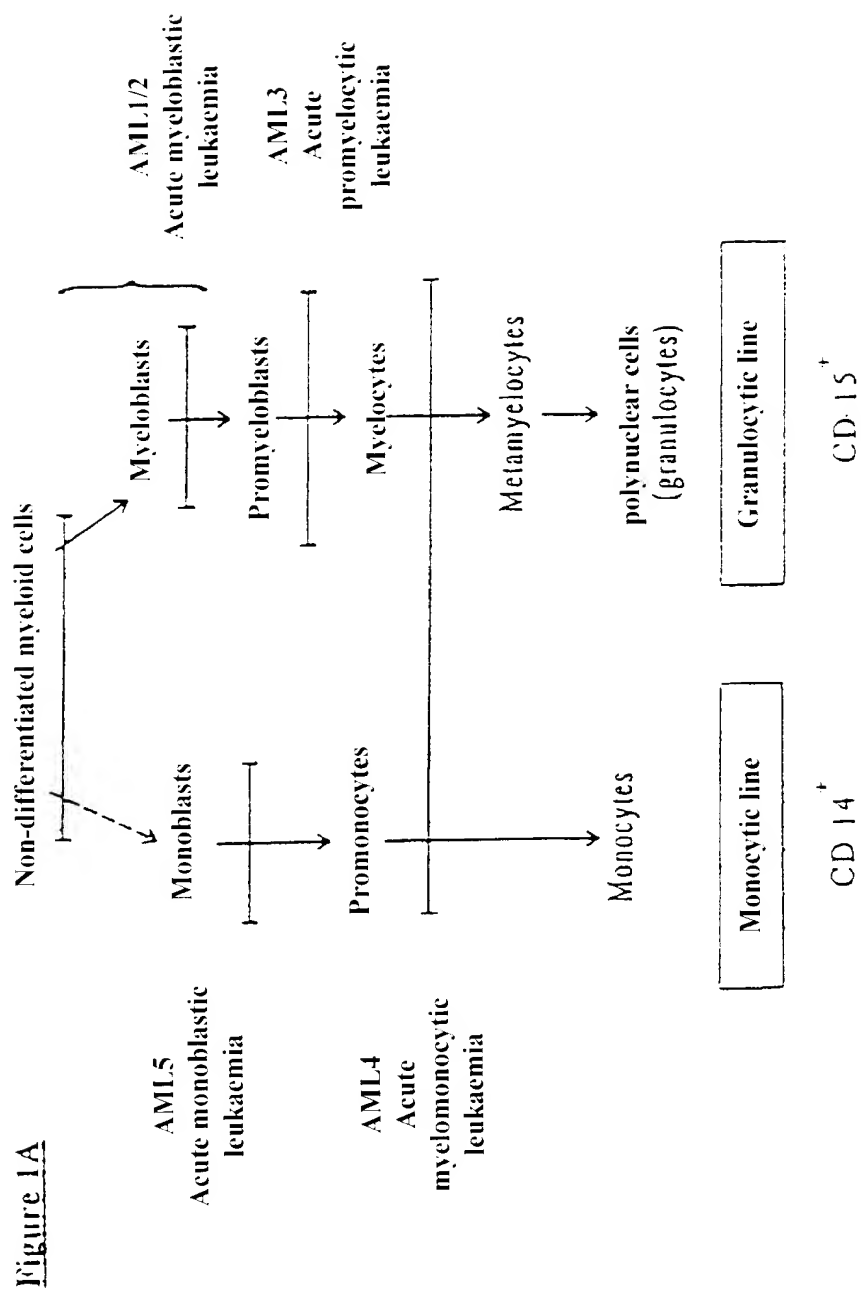 Figure 1A
Non-differentiated myeloid cells
AML5
Acute monoblastic
leukaemia
Monoblasts
Myeloblasts
AML1/2
Acute myeloblastic
leukaemia
Promyeloblasts
AML3
Acute
promyelocytic
leukaemia
AML4
Acute
myelomonocytic
leukaemia
Promonocytes
Myelocytes
Metamyelocytes
Monocytes
polynuclear cells
(granulocytes)
Monocytic line
Granulocytic line
CD 14+
CD 15+